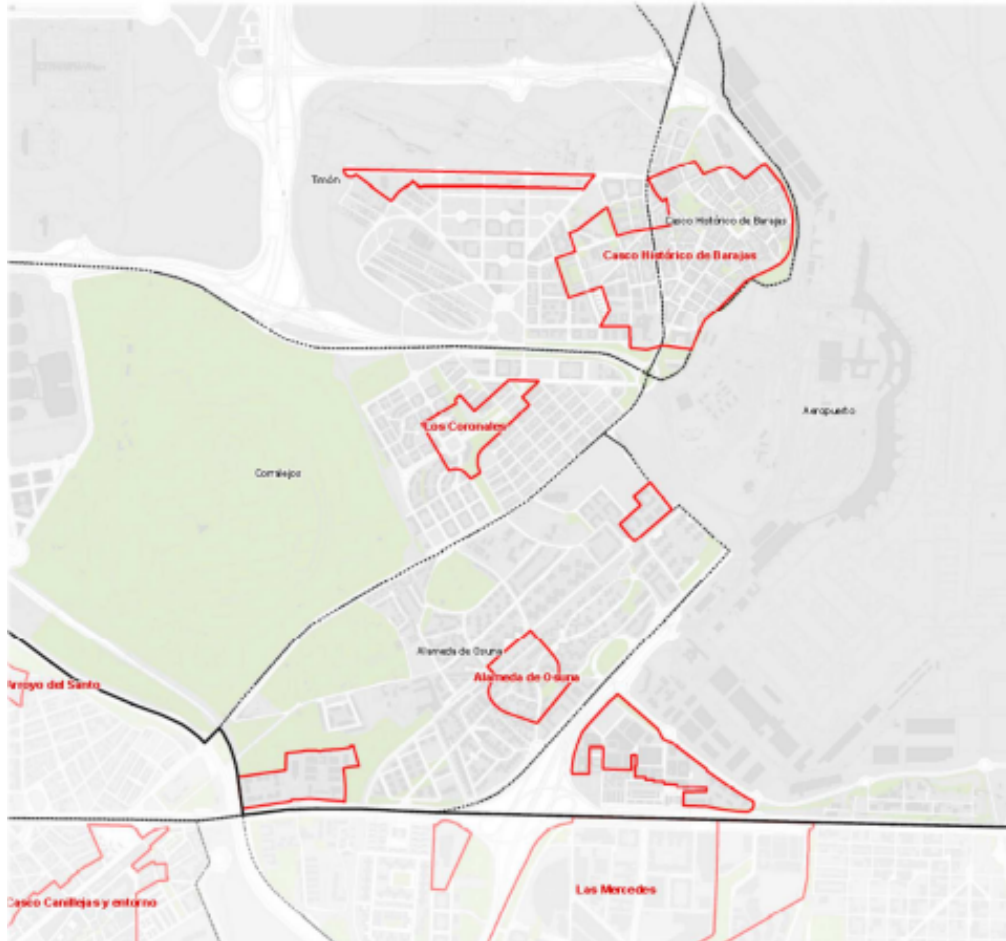 Timón
Casco Histórico de Barajas
Casco Histórico de Barajas
Aeropuerto
Los Coronales
Corralejos
Alameda de Osuna
Alameda de Osuna
Arroyo del Santo
Las Mercedes
Casco Canillejas y entorno